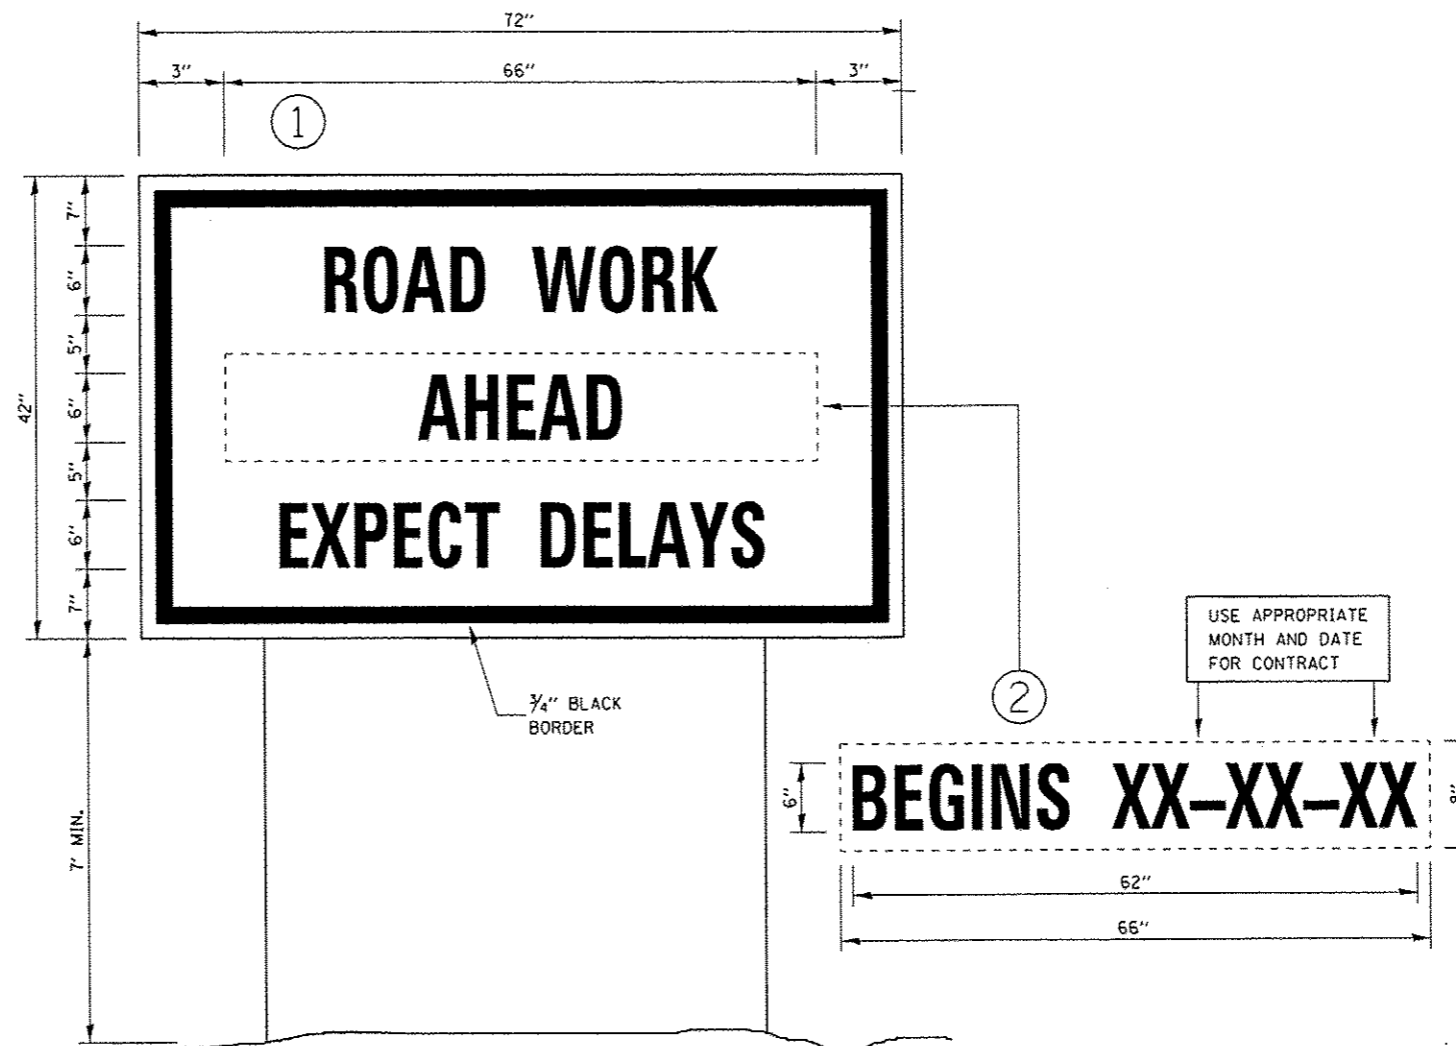 72"
3" 66" 3"
1
42"
7"
6"
5"
6"
5"
6"
7"
ROAD WORK
AHEAD
EXPECT DELAYS
¾" BLACK
BORDER
7' MIN.
2
USE APPROPRIATE
MONTH AND DATE
FOR CONTRACT
6"
BEGINS XX-XX-XX
62"
66"